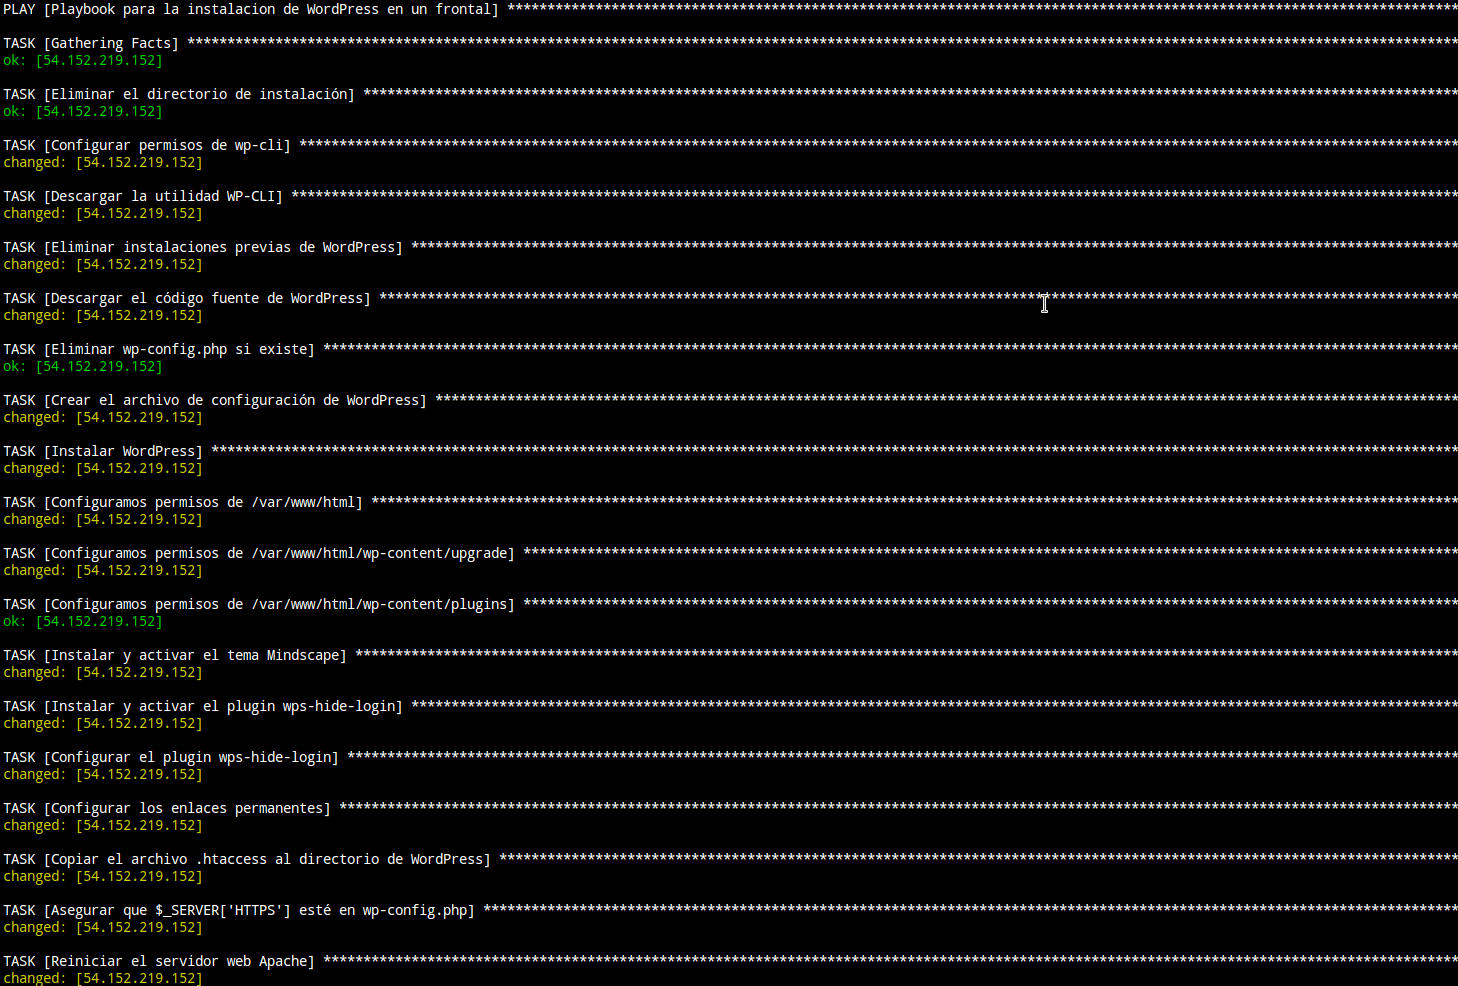 PLAY [Playbook para la instalacion de WordPress en un frontal] ***********************************************************************************************************************
TASK [Gathering Facts] ***************************************************************************************************************************************************************
ok: [54.152.219.152]
TASK [Eliminar el directorio de instalación] *****************************************************************************************************************************************
ok: [54.152.219.152]
TASK [Configurar permisos de wp-cli] *************************************************************************************************************************************************
changed: [54.152.219.152]
TASK [Descargar la utilidad WP-CLI] **************************************************************************************************************************************************
changed: [54.152.219.152]
TASK [Eliminar instalaciones previas de WordPress] ***********************************************************************************************************************************
changed: [54.152.219.152]
TASK [Descargar el código fuente de WordPress] ***************************************************************************************************************************************
changed: [54.152.219.152]
TASK [Eliminar wp-config.php si existe] **********************************************************************************************************************************************
ok: [54.152.219.152]
TASK [Crear el archivo de configuración de WordPress] ********************************************************************************************************************************
changed: [54.152.219.152]
TASK [Instalar WordPress] ************************************************************************************************************************************************************
changed: [54.152.219.152]
TASK [Configuramos permisos de /var/www/html] ****************************************************************************************************************************************
changed: [54.152.219.152]
TASK [Configuramos permisos de /var/www/html/wp-content/upgrade] *********************************************************************************************************************
changed: [54.152.219.152]
TASK [Configuramos permisos de /var/www/html/wp-content/plugins] *********************************************************************************************************************
ok: [54.152.219.152]
TASK [Instalar y activar el tema Mindscape] ******************************************************************************************************************************************
changed: [54.152.219.152]
TASK [Instalar y activar el plugin wps-hide-login] ***********************************************************************************************************************************
changed: [54.152.219.152]
TASK [Configurar el plugin wps-hide-login] *******************************************************************************************************************************************
changed: [54.152.219.152]
TASK [Configurar los enlaces permanentes] ********************************************************************************************************************************************
changed: [54.152.219.152]
TASK [Copiar el archivo .htaccess al directorio de WordPress] ************************************************************************************************************************
changed: [54.152.219.152]
TASK [Asegurar que $_SERVER['HTTPS'] esté en wp-config.php] **************************************************************************************************************************
changed: [54.152.219.152]
TASK [Reiniciar el servidor web Apache] **********************************************************************************************************************************************
changed: [54.152.219.152]